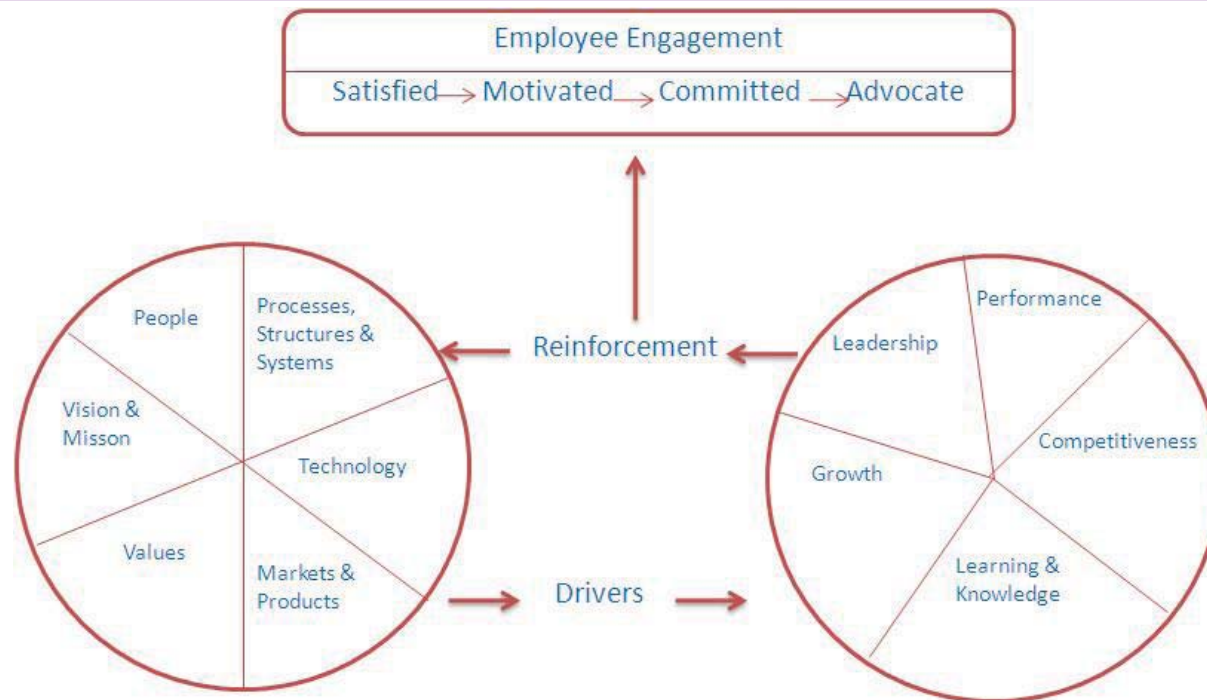 Employee Engagement
Satisfied Motivated Committed Advocate
People
Processes,
Structures &
Systems
Vision &
Misson
Technology
Values
Markets &
Products
Reinforcement
Drivers
Leadership
Performance
Growth
Competitiveness
Learning &
Knowledge